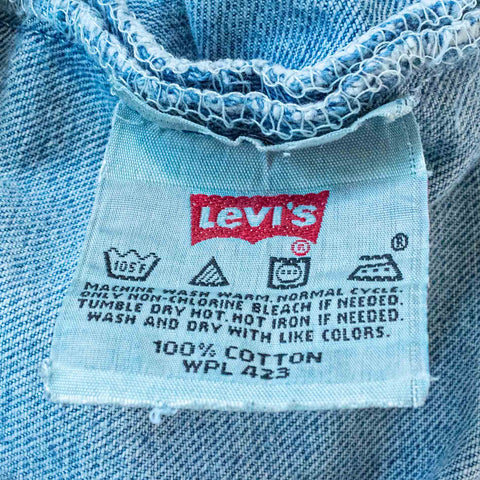 Levi's
®
105F
®
MACHINE WASH WARM, NORMAL CYCLE.
ONLY NON-CHLORINE BLEACH IF NEEDED.
TUMBLE DRY HOT. HOT IRON IF NEEDED.
WASH AND DRY WITH LIKE COLORS.
100% COTTON
WPL 423